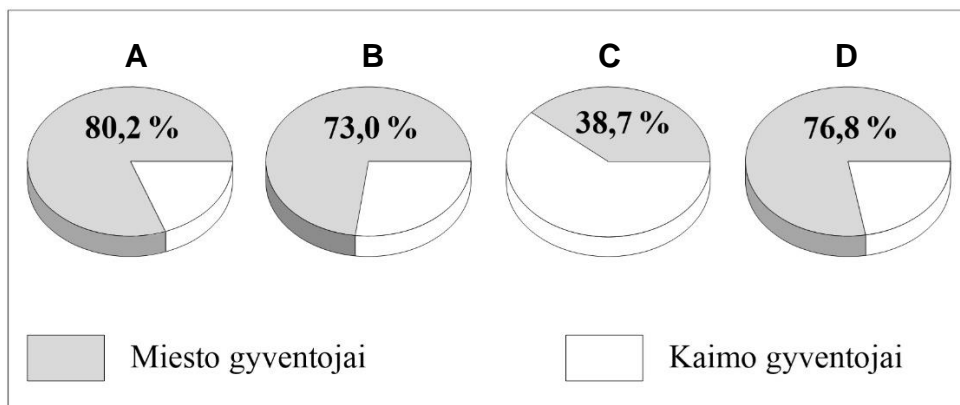 A B C D
80,2 % 73,0 % 38,7 % 76,8 %
Miesto gyventojai Kaimo gyventojai